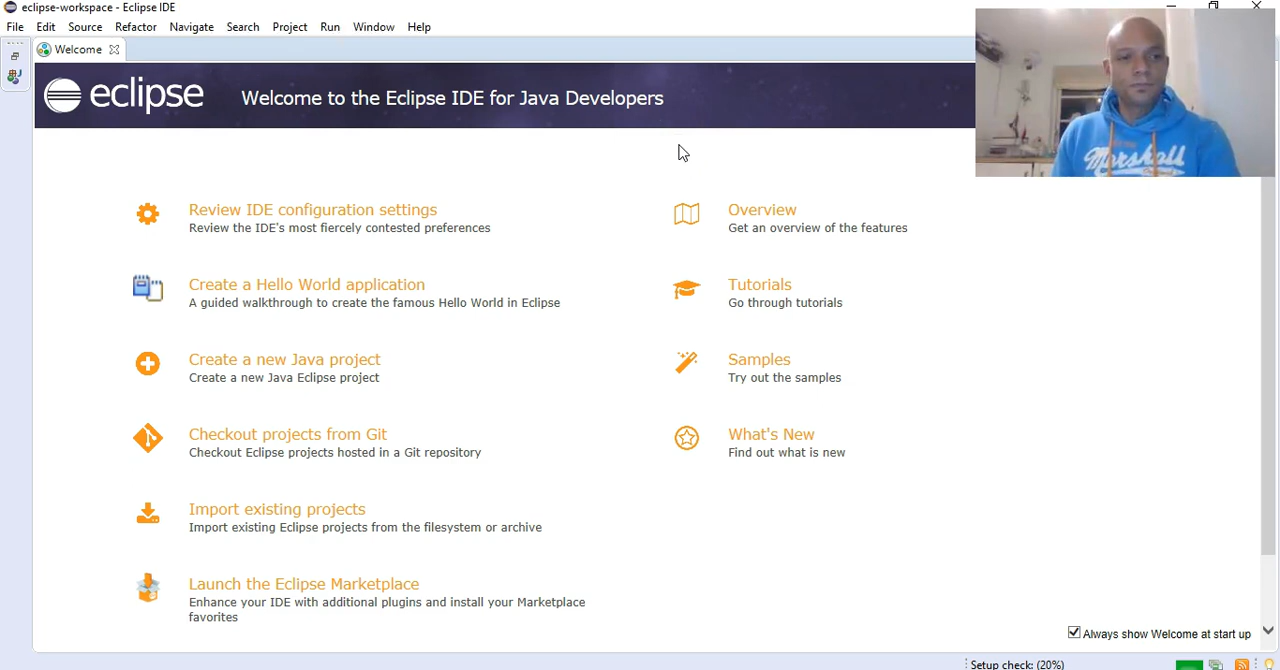 eclipse-workspace - Eclipse IDE
File Edit Source Refactor Navigate Search Project Run Window Help
Welcome
eclipse
Welcome to the Eclipse IDE for Java Developers
Marshall
Review IDE configuration settings
Review the IDE's most fiercely contested preferences
Overview
Get an overview of the features
Create a Hello World application
A guided walkthrough to create the famous Hello World in Eclipse
Tutorials
Go through tutorials
Create a new Java project
Create a new Java Eclipse project
Samples
Try out the samples
Checkout projects from Git
Checkout Eclipse projects hosted in a Git repository
What's New
Find out what is new
Import existing projects
Import existing Eclipse projects from the filesystem or archive
Launch the Eclipse Marketplace
Enhance your IDE with additional plugins and install your Marketplace
favorites
Always show Welcome at start up
Setup check: (20%)